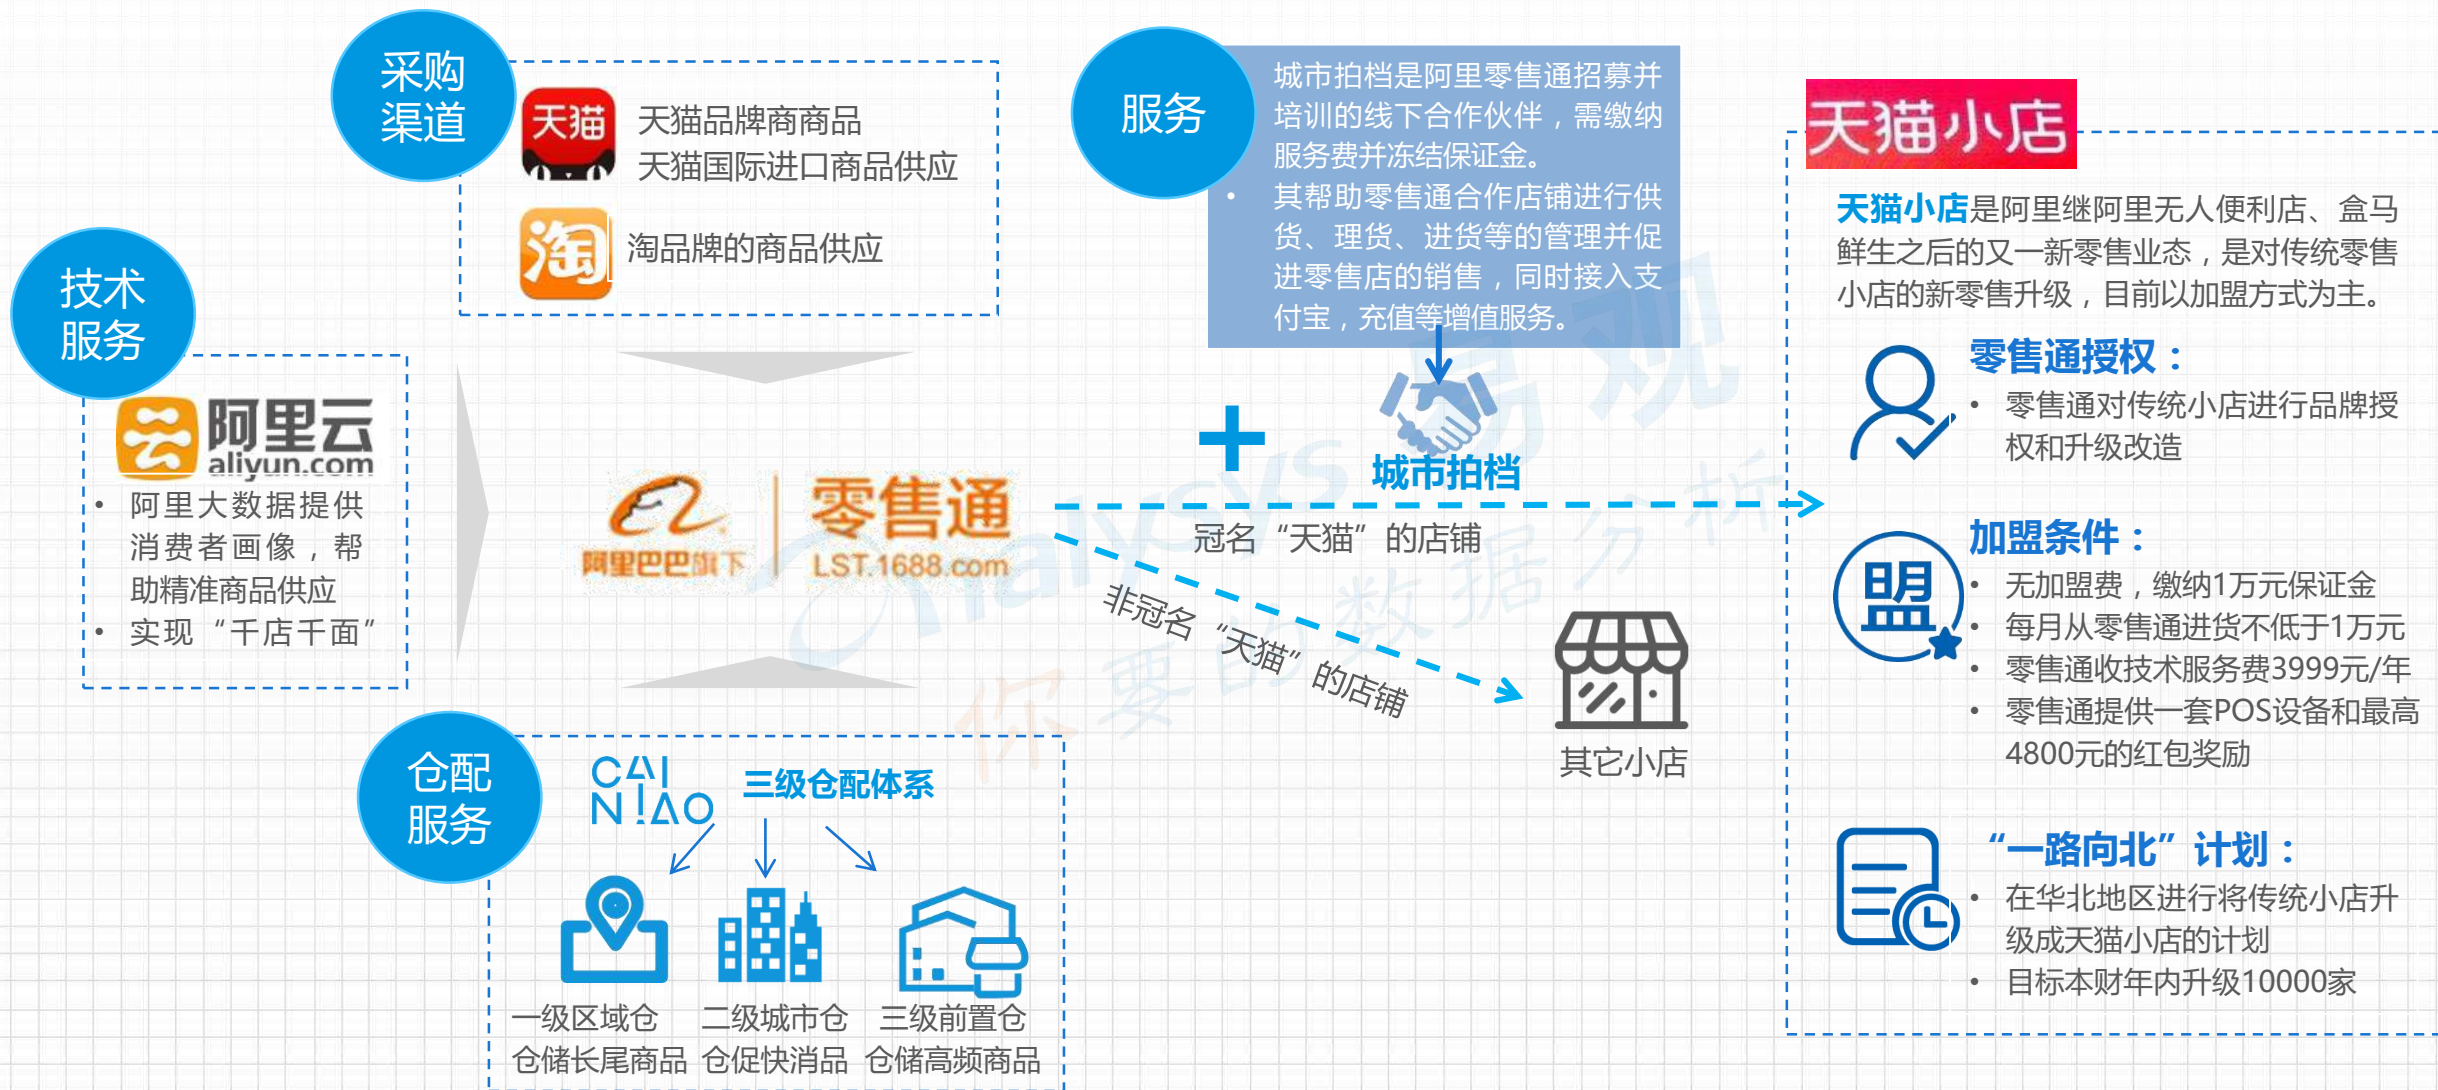 采购
渠道
天猫
天猫品牌商商品
天猫国际进口商品供应
淘
淘品牌的商品供应
技术
服务
阿里云
aliyun.com
• 阿里大数据提供
消费者画像，帮
助精准商品供应
• 实现“千店千面”
阿里巴巴旗下
零售通
LST.1688.com
仓配
服务
CAI
NIAO
三级仓配体系
一级区域仓
仓储长尾商品
二级城市仓
仓促快消品
三级前置仓
仓储高频商品
服务
城市拍档是阿里零售通招募并
培训的线下合作伙伴，需缴纳
服务费并冻结保证金。
• 其帮助零售通合作店铺进行供
货、理货、进货等的管理并促
进零售店的销售，同时接入支
付宝，充值等增值服务。
+
城市拍档
冠名“天猫”的店铺
非冠名“天猫”的店铺
其它小店
天猫小店
天猫小店是阿里继阿里无人便利店、盒马
鲜生之后的又一新零售业态，是对传统零售
小店的新零售升级，目前以加盟方式为主。
零售通授权：
• 零售通对传统小店进行品牌授
权和升级改造
盟
加盟条件：
• 无加盟费，缴纳1万元保证金
• 每月从零售通进货不低于1万元
• 零售通收技术服务费3999元/年
• 零售通提供一套POS设备和最高
4800元的红包奖励
“一路向北”计划：
• 在华北地区进行将传统小店升
级成天猫小店的计划
• 目标本财年内升级10000家
analysys 易观
你要的数据分析